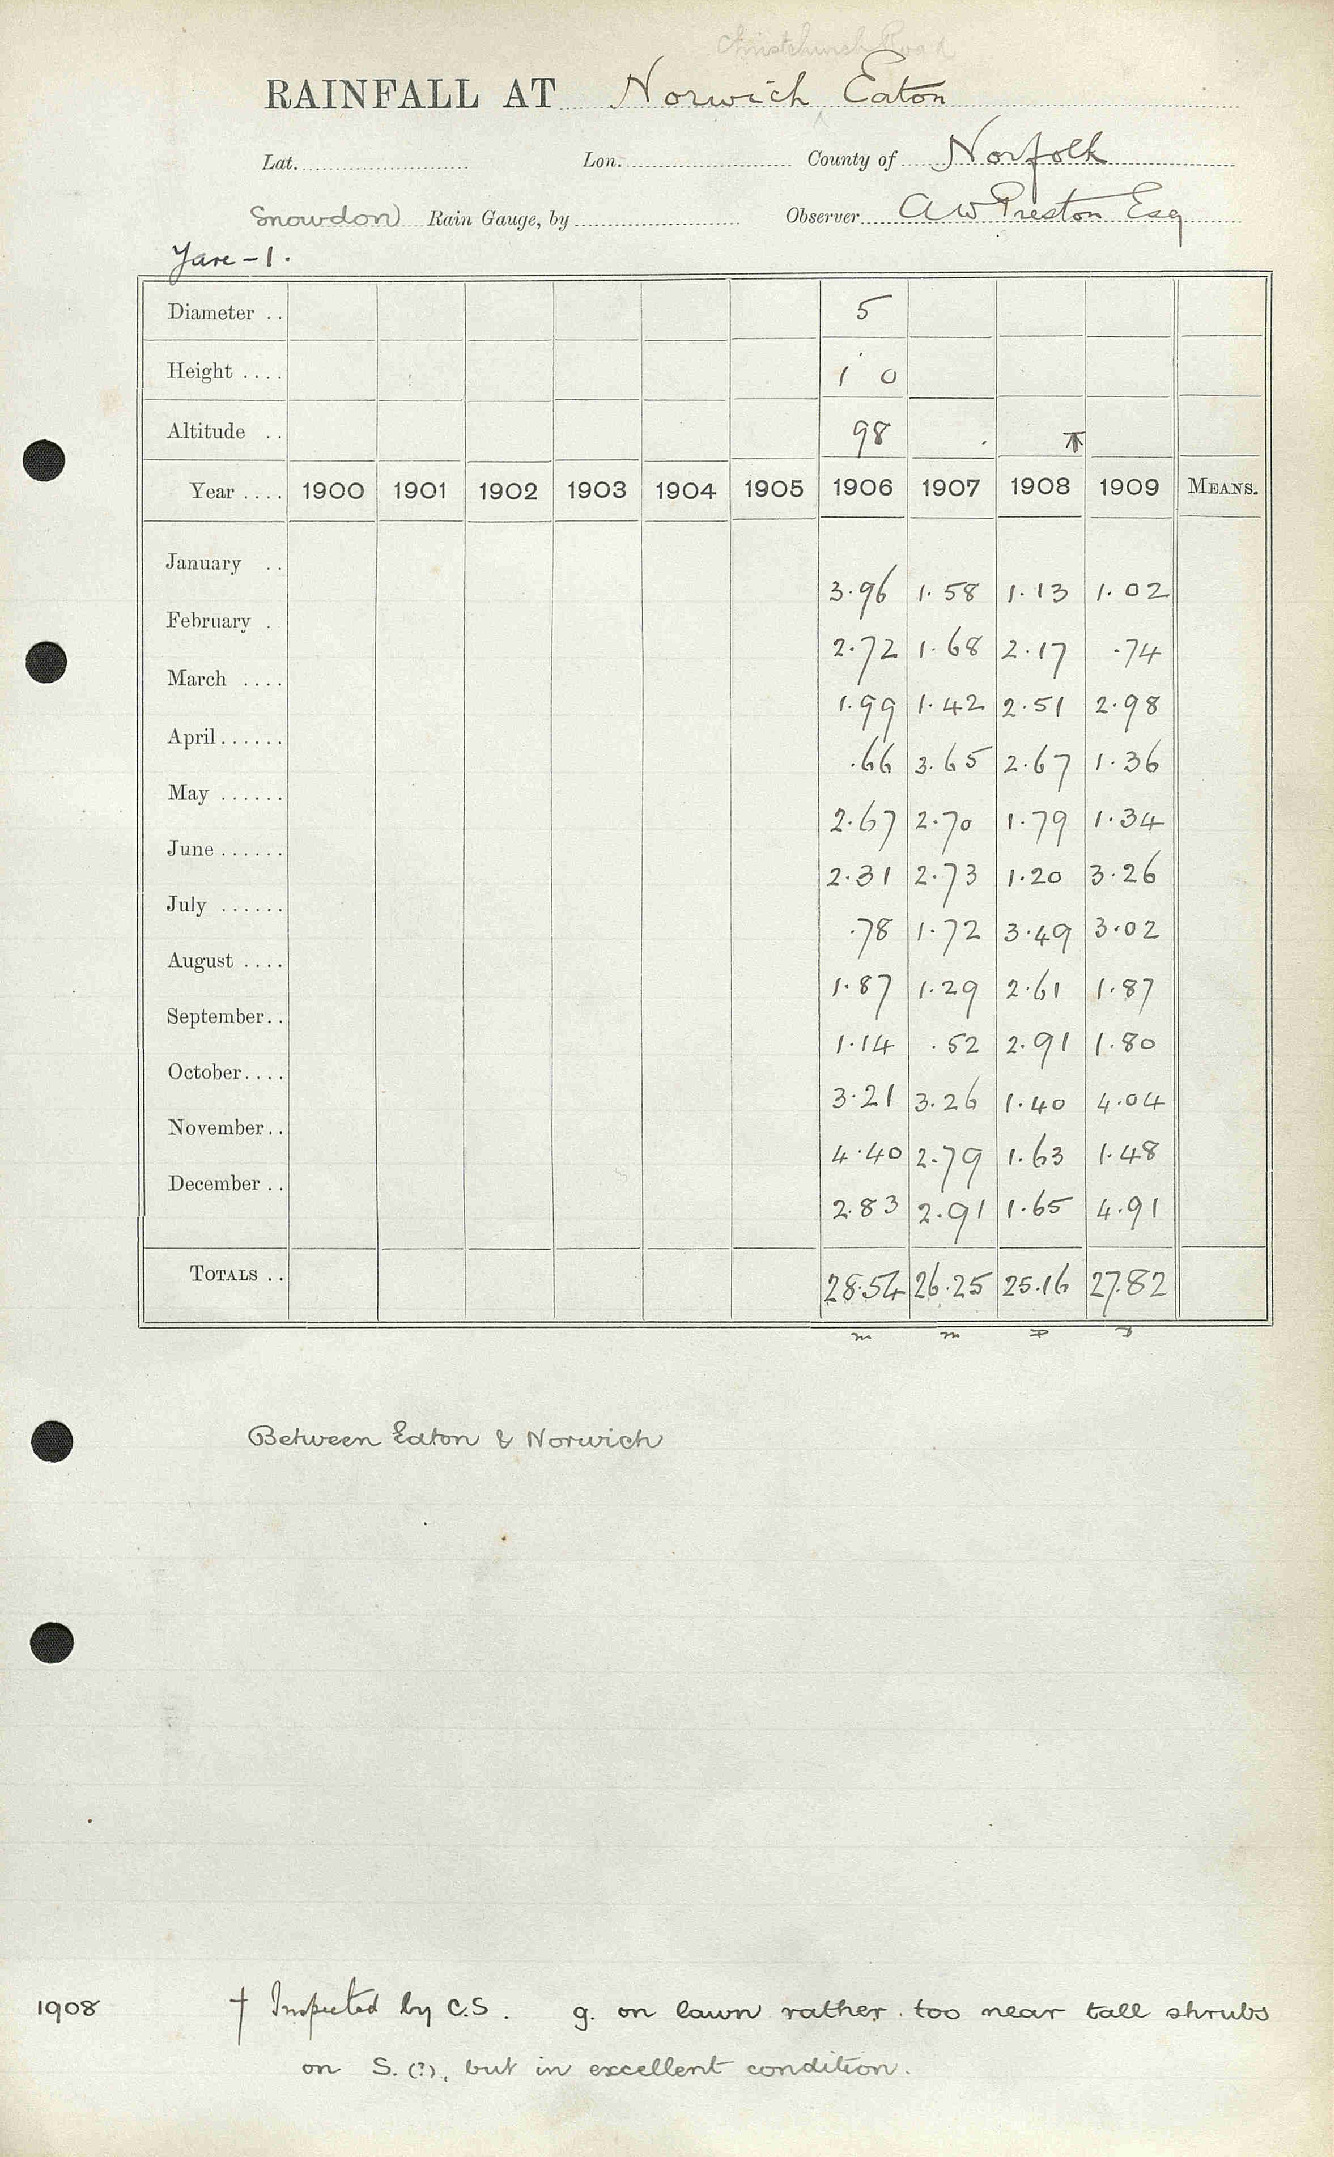 Christchurch Road
RAINFALL AT Norwich Eaton
Lat. Lon. County of Norfolk
Snowdon Rain Gauge, by Observer A W Preston Esq
Yare - 1.
Diameter .. 5
Height .... 1 0
Altitude .. 98
Year .... 1900 1901 1902 1903 1904 1905 1906 1907 1908 1909 MEANS.
January .. 3.96 1.58 1.13 1.02
February . 2.72 1.68 2.17 .74
March .... 1.99 1.42 2.51 2.98
April...... .66 3.65 2.67 1.36
May ...... 2.67 2.70 1.79 1.34
June ...... 2.31 2.73 1.20 3.26
July ...... .78 1.72 3.49 3.02
August .... 1.87 1.29 2.61 1.87
September.. 1.14 .52 2.91 1.80
October.... 3.21 3.26 1.40 4.04
November.. 4.40 2.79 1.63 1.48
December .. 2.83 2.91 1.65 4.91
TOTALS .. 28.54 26.25 25.16 27.82
m m
Between Eaton & Norwich
1908 † Inspected by C.S. g. on lawn rather too near tall shrubs
on S. (?), but in excellent condition.